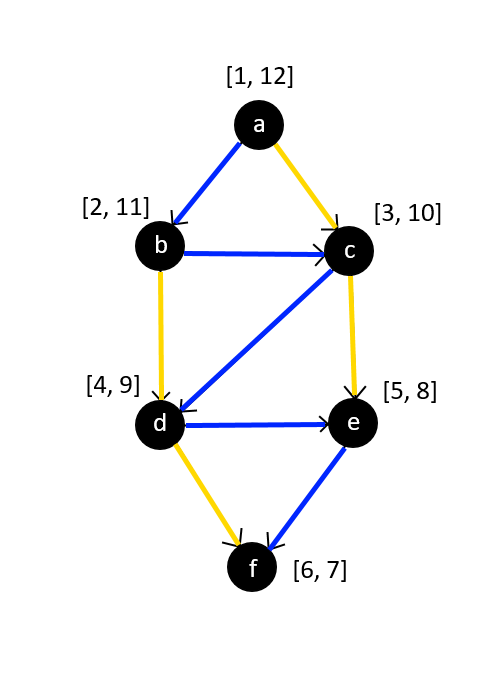 [1, 12]
a
[2, 11]
b
[3, 10]
c
[4, 9]
d
[5, 8]
e
f
[6, 7]